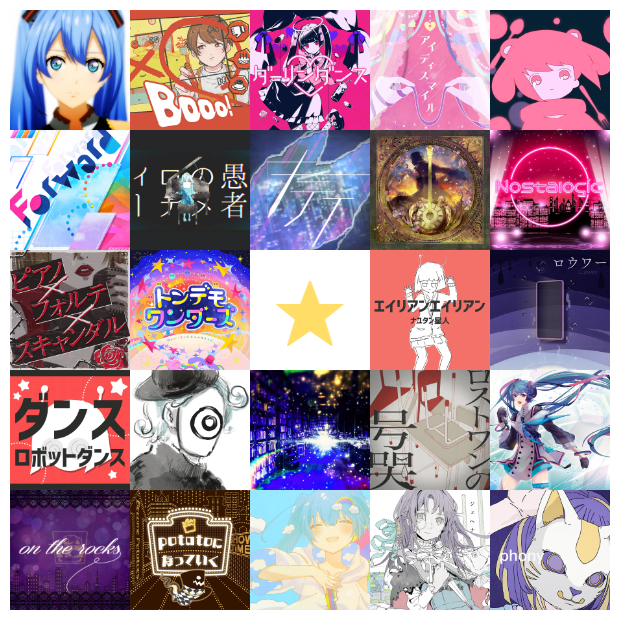 BOOO!
ダーリンダンス
アイ
ディスマイル
Forward
イロの愚
者
Nostalogic
ピアノ
フォルテ
スキャンダル
トンデモ
ワンダーズ
エイリアンエイリアン
ナユタン星人
ロウワー
ダンス
ロボットダンス
ロストワンの
号哭
on the rocks
potatoに
なっていく
phony